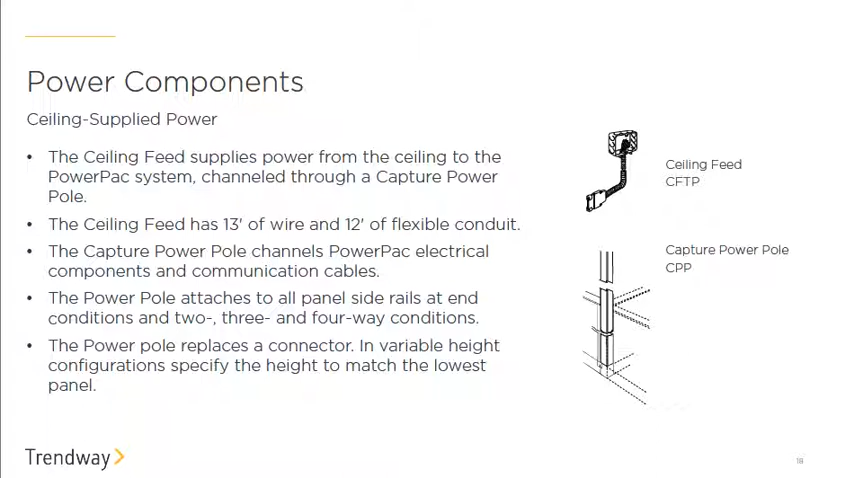 Power Components
Ceiling-Supplied Power
• The Ceiling Feed supplies power from the ceiling to the
PowerPac system, channeled through a Capture Power
Pole.
• The Ceiling Feed has 13' of wire and 12' of flexible conduit.
• The Capture Power Pole channels PowerPac electrical
components and communication cables.
• The Power Pole attaches to all panel side rails at end
conditions and two-, three- and four-way conditions.
• The Power pole replaces a connector. In variable height
configurations specify the height to match the lowest
panel.
Ceiling Feed
CFTP
Capture Power Pole
CPP
Trendway
18